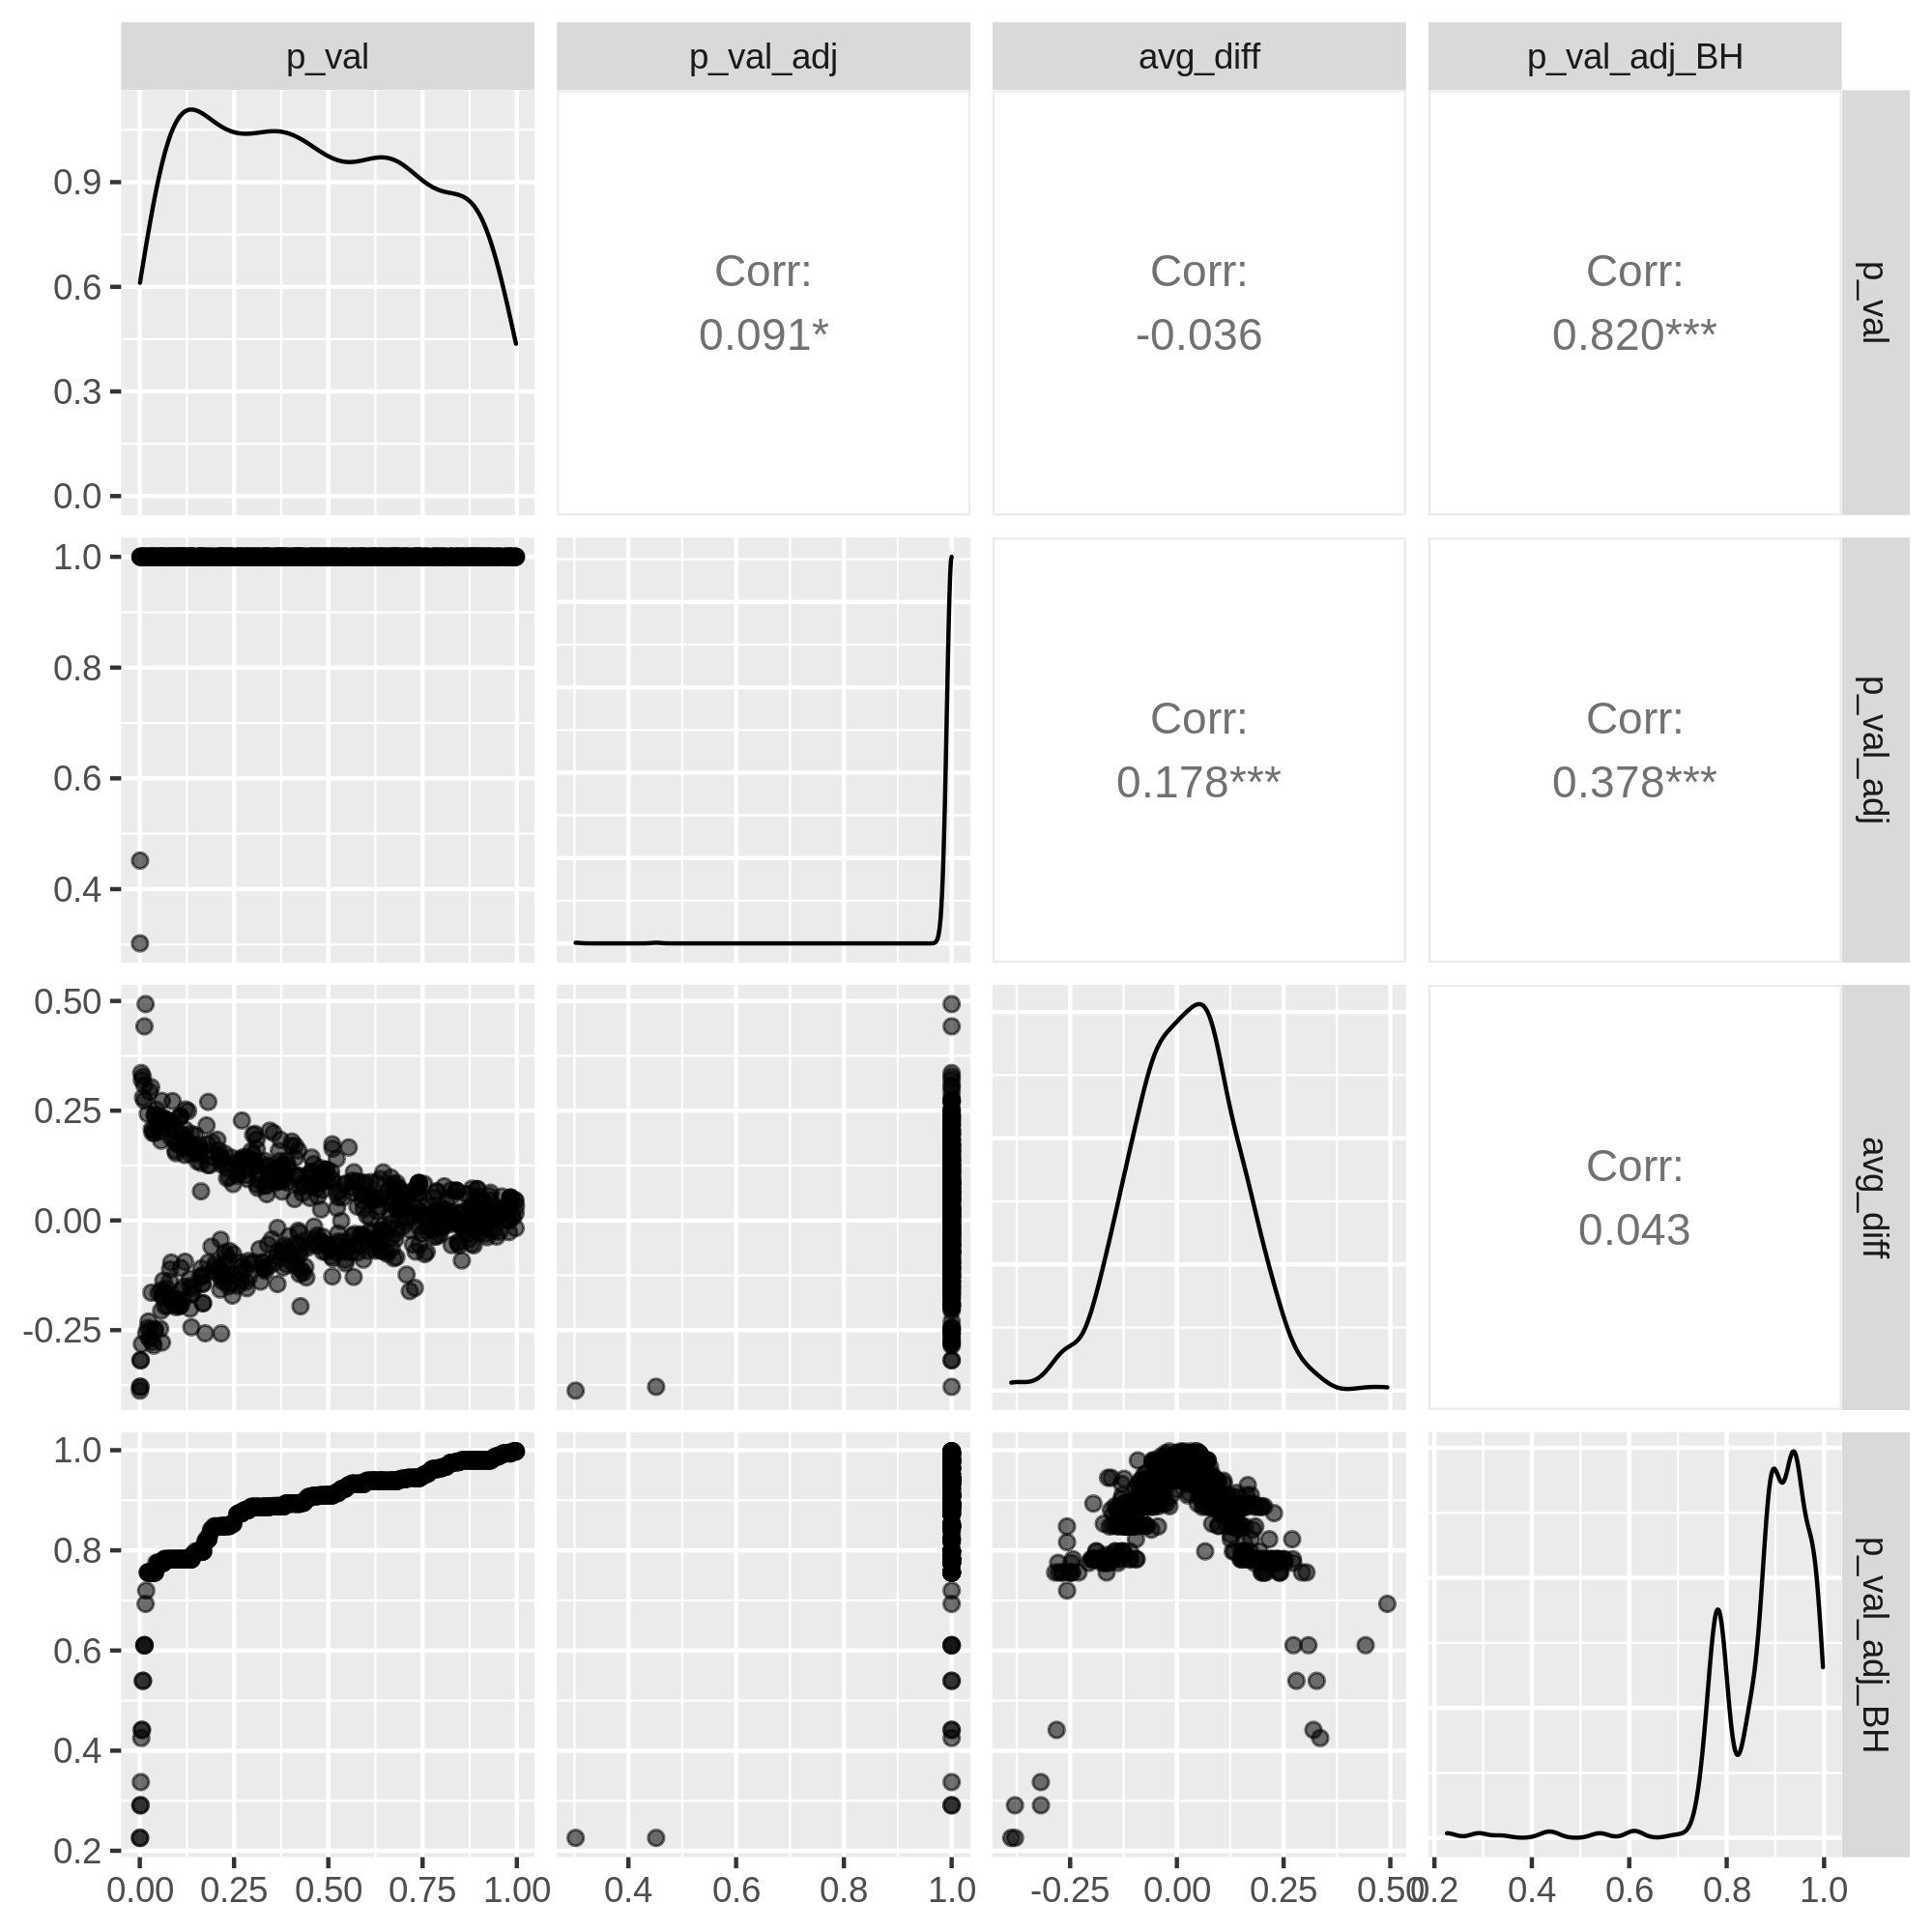 p_val
p_val_adj
avg_diff
p_val_adj_BH
0.9
0.6
0.3
0.0
Corr:
0.091*
Corr:
-0.036
Corr:
0.820***
p_val
1.0
0.8
0.6
0.4
Corr:
0.178***
Corr:
0.378***
p_val_adj
0.50
0.25
0.00
-0.25
Corr:
0.043
avg_diff
1.0
0.8
0.6
0.4
0.2
p_val_adj_BH
0.00 0.25 0.50 0.75 1.00
0.4 0.6 0.8 1.0
-0.25 0.00 0.25 0.50
0.2 0.4 0.6 0.8 1.0